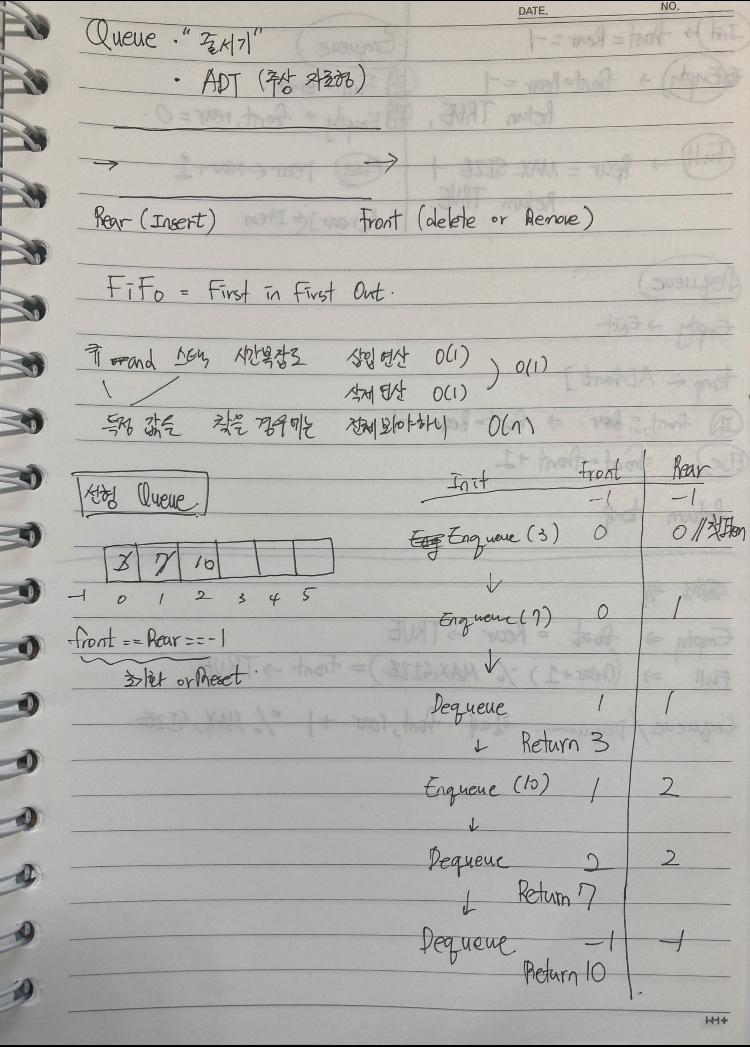 DATE. NO.
Queue · "줄서기"
· ADT (추상 자료형)
→ →
Rear (Insert) Front (delete or Remove)
FiFo = First in First Out.
큐 and 스택 시간복잡도 삽입 연산 O(1) ) O(1)
삭제 연산 O(1)
특정 값을 찾을 경우에는 전체 봐야하니 O(n)
선형 Queue.
3 7 10
-1 0 1 2 3 4 5
front == Rear == -1
초기화 or Reset.
Init Front Rear
-1 -1
Enqueue (3) 0 0 //
↓
Enqueue (7) 0 1
↓
Dequeue 1 1
↓ Return 3
Enqueue (10) 1 2
↓
Dequeue 2 2
↓ Return 7
Dequeue -1 -1
Return 10